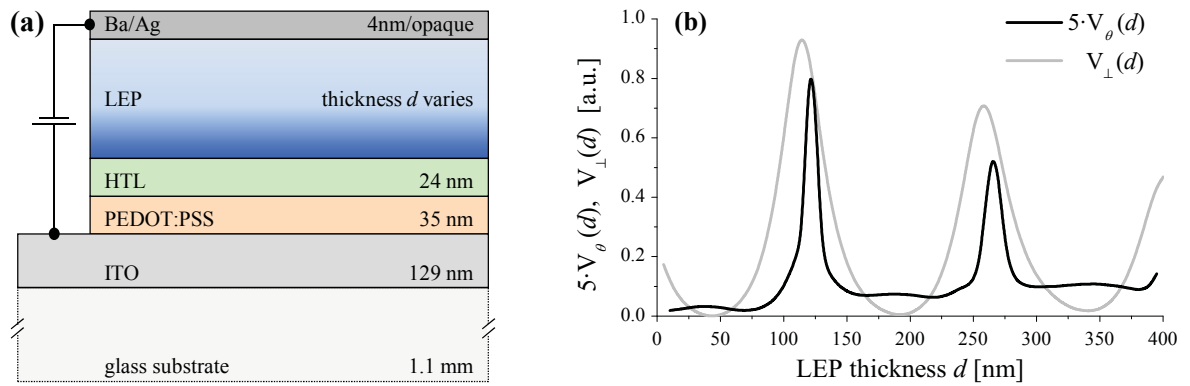 (a)
Ba/Ag 4nm/opaque
LEP thickness d varies
HTL 24 nm
PEDOT:PSS 35 nm
ITO 129 nm
glass substrate 1.1 mm
(b)
5·Vθ(d)
V⊥(d)
5·Vθ(d), V⊥(d) [a.u.]
1.0
0.8
0.6
0.4
0.2
0.0
0 50 100 150 200 250 300 350 400
LEP thickness d [nm]